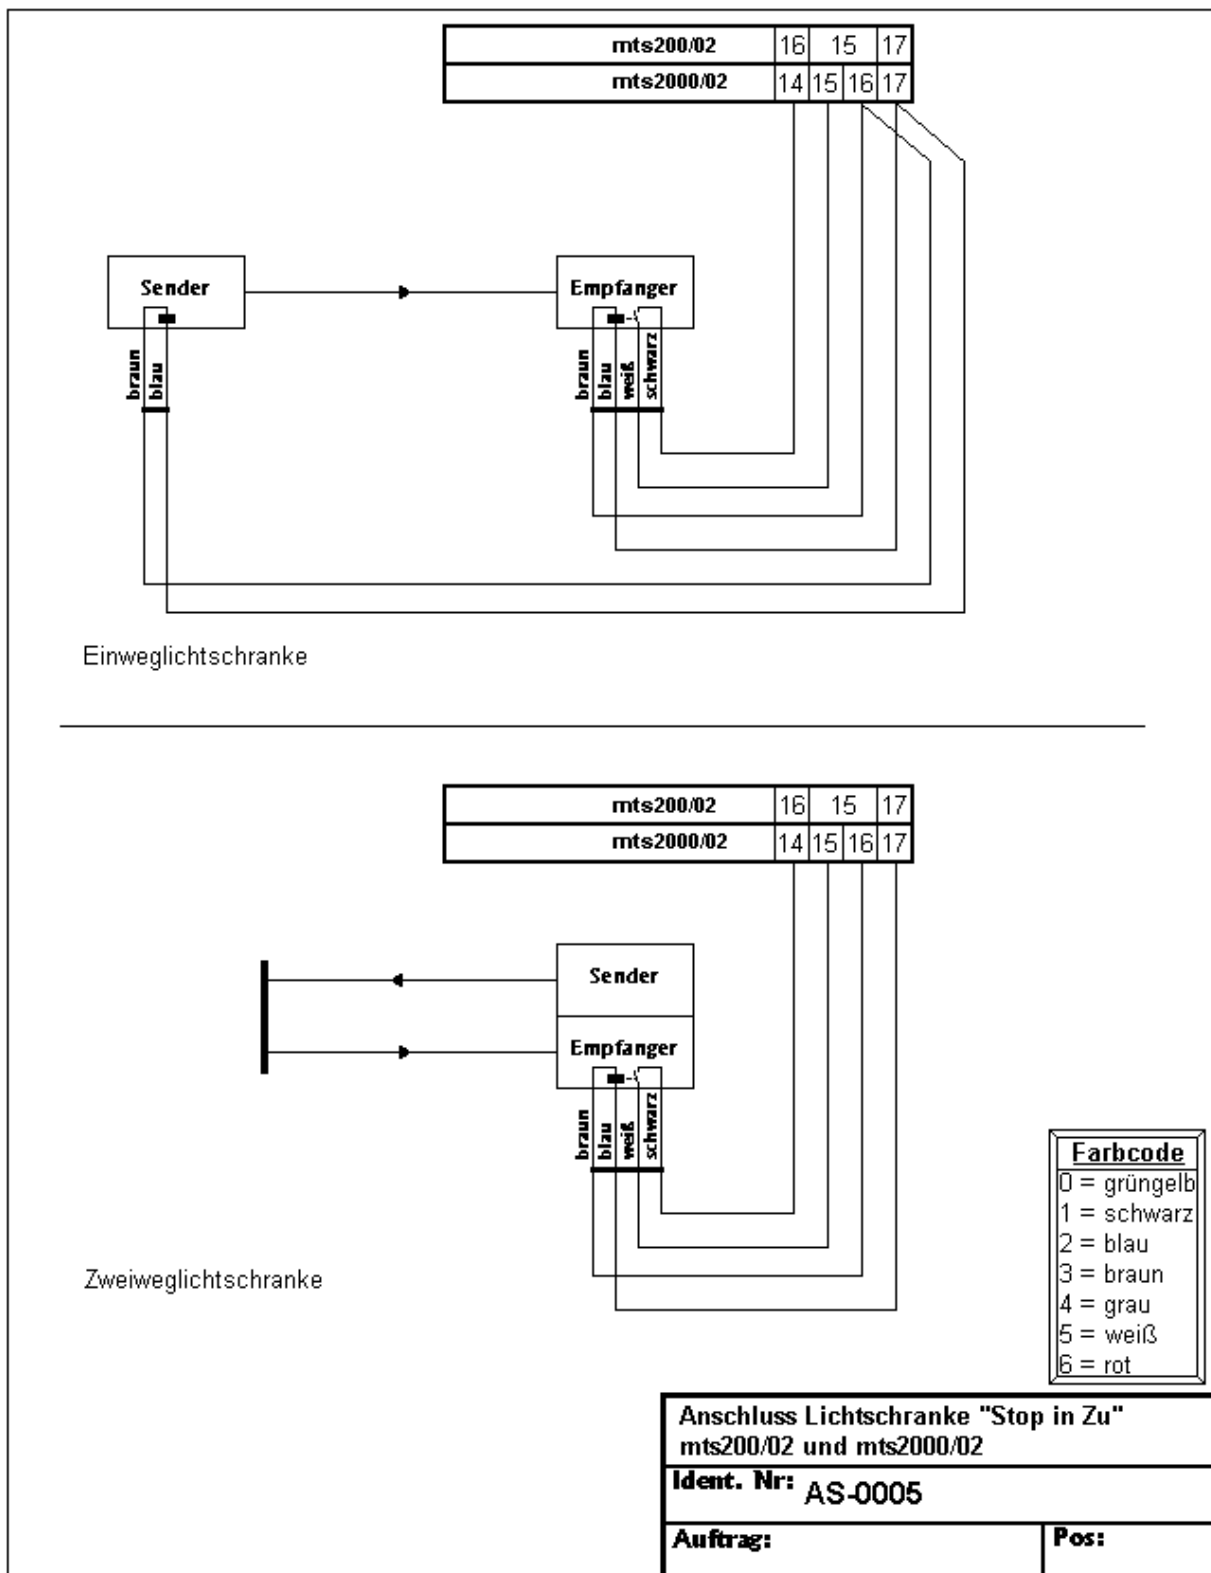 mts200/02 16 15 17
mts2000/02 14 15 16 17
Sender
Empfanger
braun
blau
braun
blau
weiß
schwarz
Einweglichtschranke
mts200/02 16 15 17
mts2000/02 14 15 16 17
Sender
Empfanger
braun
blau
weiß
schwarz
Zweiweglichtschranke
Farbcode
0 = grüngelb
1 = schwarz
2 = blau
3 = braun
4 = grau
5 = weiß
6 = rot
Anschluss Lichtschranke "Stop in Zu"
mts200/02 und mts2000/02
Ident. Nr: AS-0005
Auftrag: Pos: